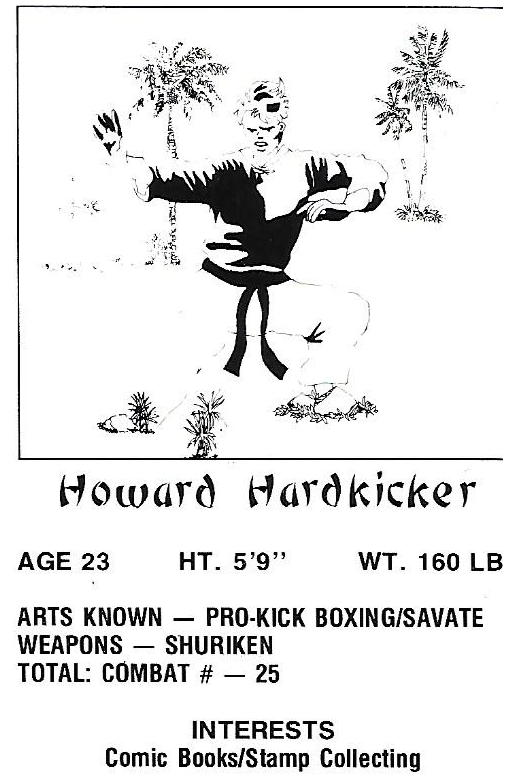 Howard Hardkicker
AGE 23 HT. 5'9" WT. 160 LB
ARTS KNOWN — PRO-KICK BOXING/SAVATE
WEAPONS — SHURIKEN
TOTAL: COMBAT # — 25
INTERESTS
Comic Books/Stamp Collecting